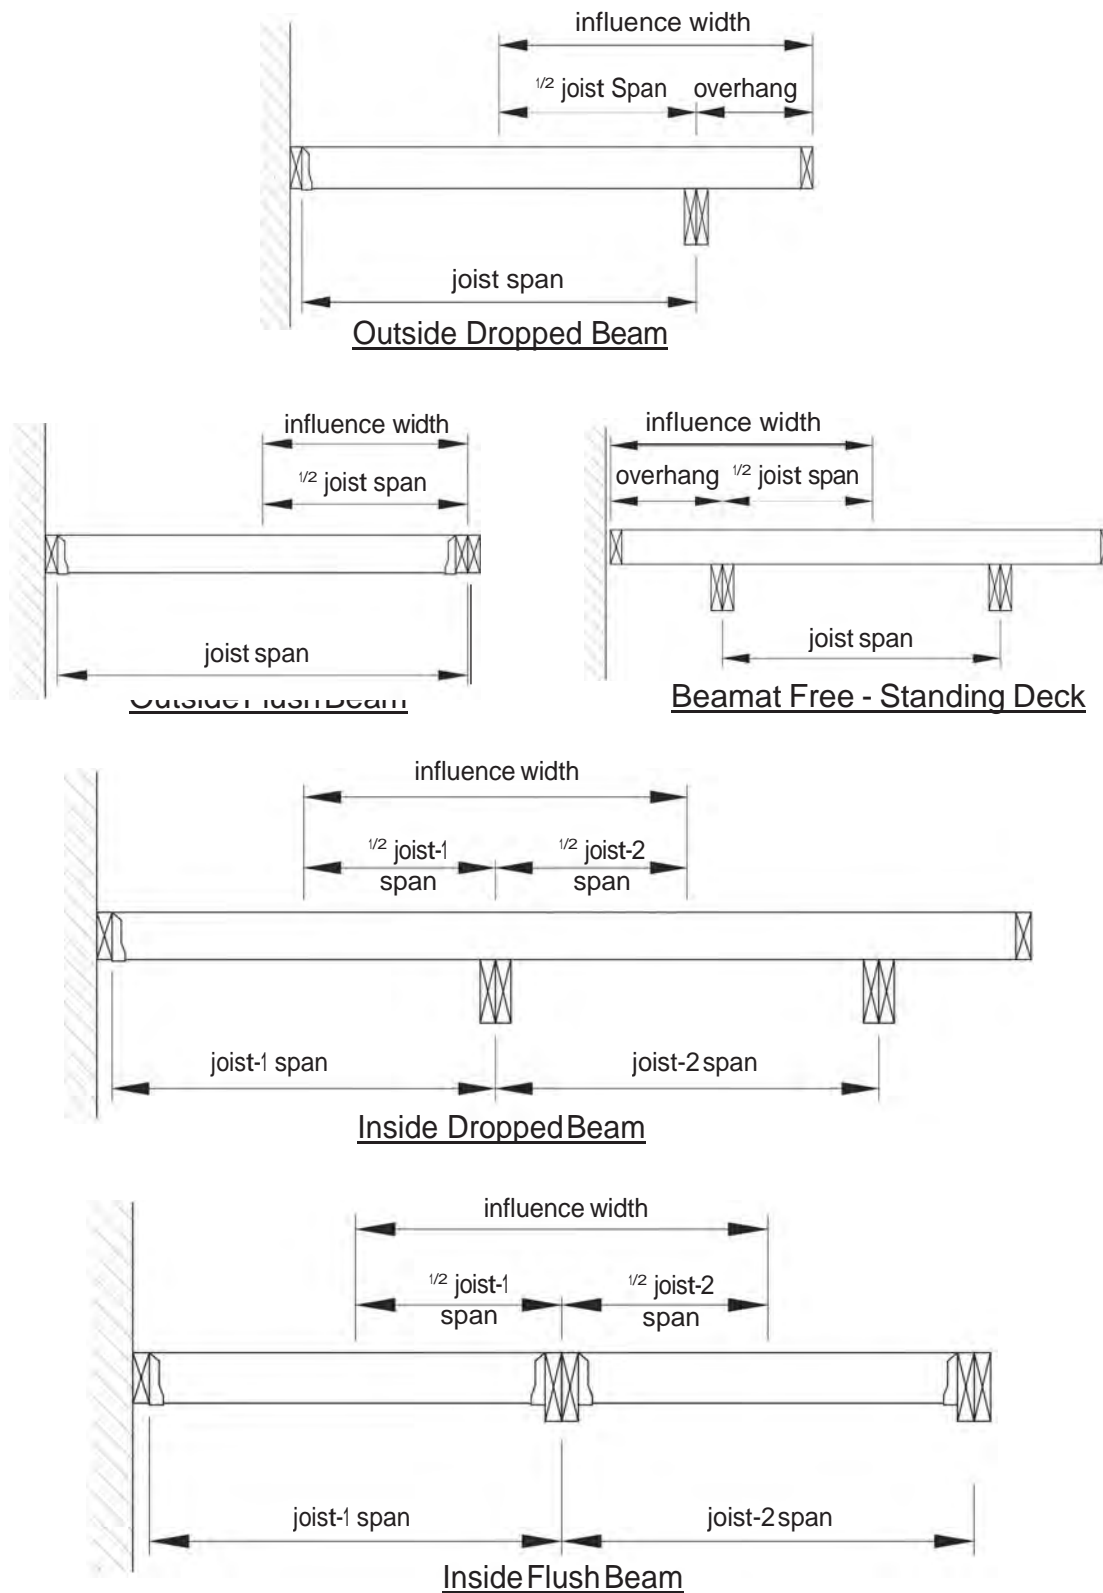 influence width
1/2 joist Span overhang
joist span
Outside Dropped Beam
influence width
1/2 joist span
joist span
Outside Flush Beam
influence width
overhang 1/2 joist span
joist span
Beamat Free - Standing Deck
influence width
1/2 joist-1 1/2 joist-2
span span
joist-1 span joist-2 span
Inside Dropped Beam
influence width
1/2 joist-1 1/2 joist-2
span span
joist-1 span joist-2 span
Inside Flush Beam